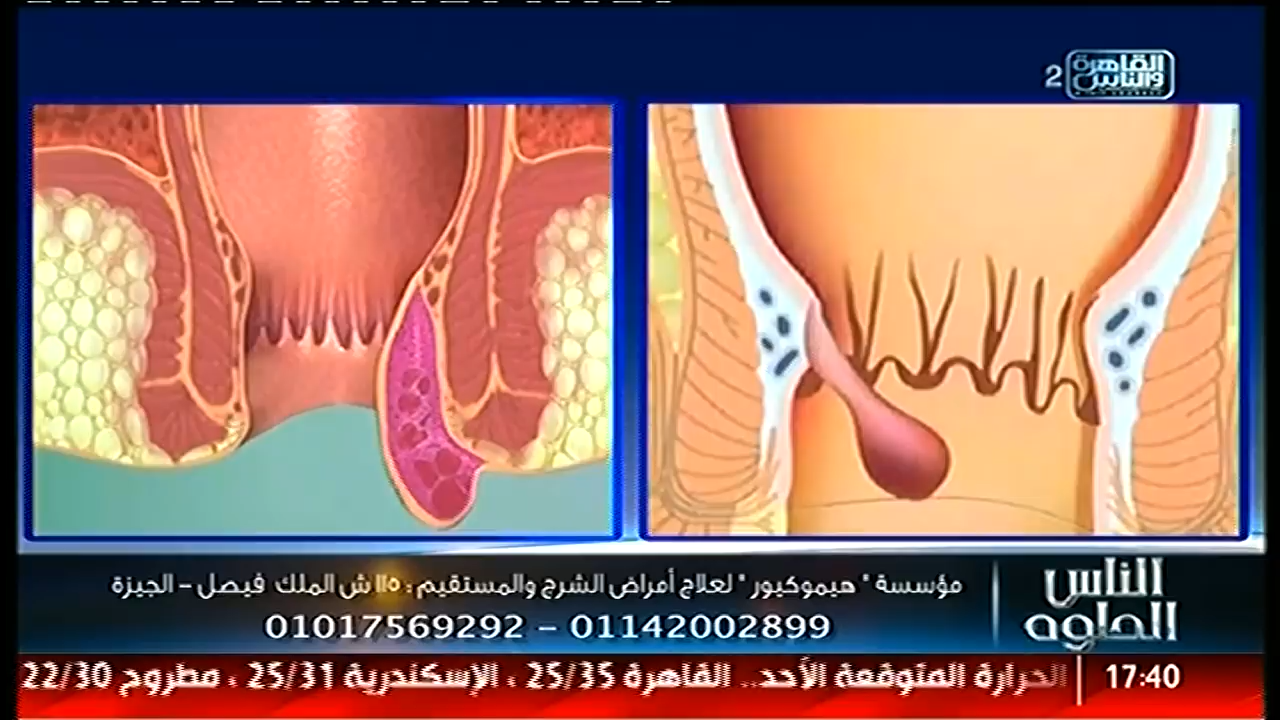 القاهرة
والناس
2
الناس
الحلوه
مؤسسة " هيموكيور " لعلاج أمراض الشرج والمستقيم : ١١٥ ش الملك فيصل - الجيزة
01017569292 - 01142002899
17:40
الحرارة المتوقعة الأحد.. القاهرة 25/35 ، الإسكندرية 25/31 ، مطروح 22/30